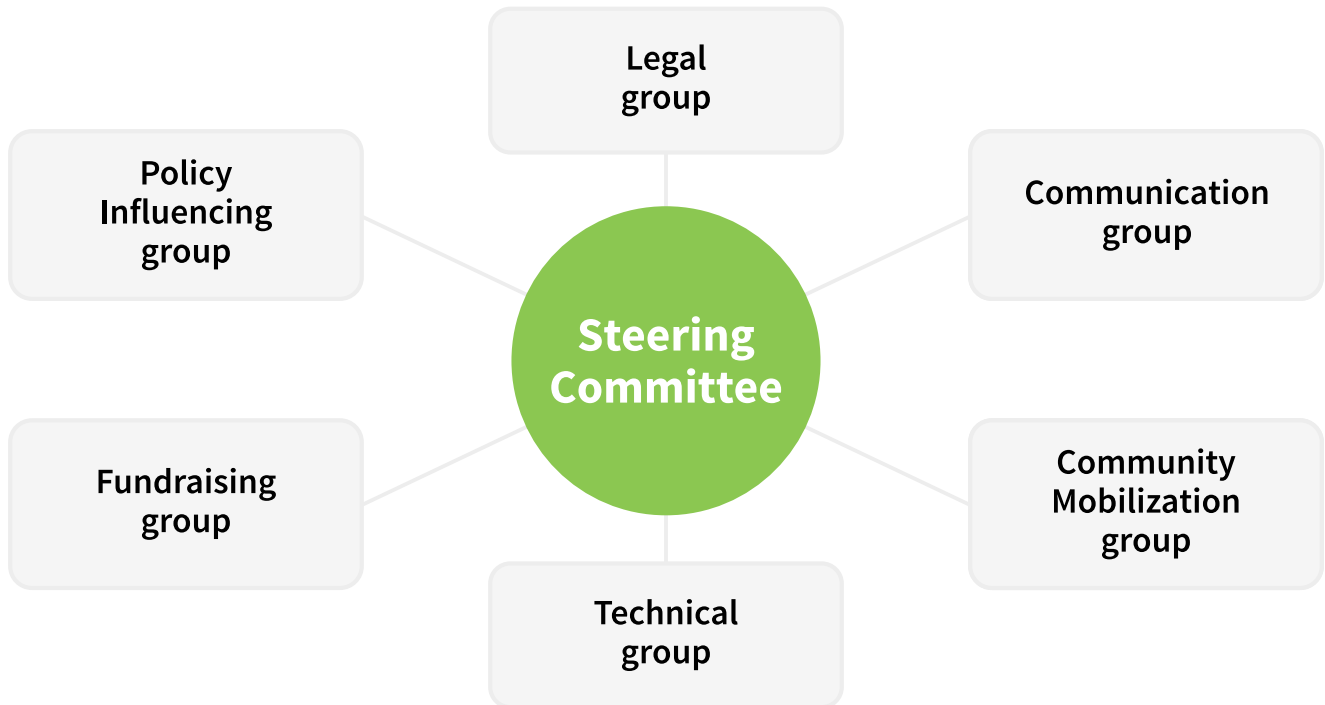 Legal
group
Policy
Influencing
group
Communication
group
Steering
Committee
Fundraising
group
Community
Mobilization
group
Technical
group